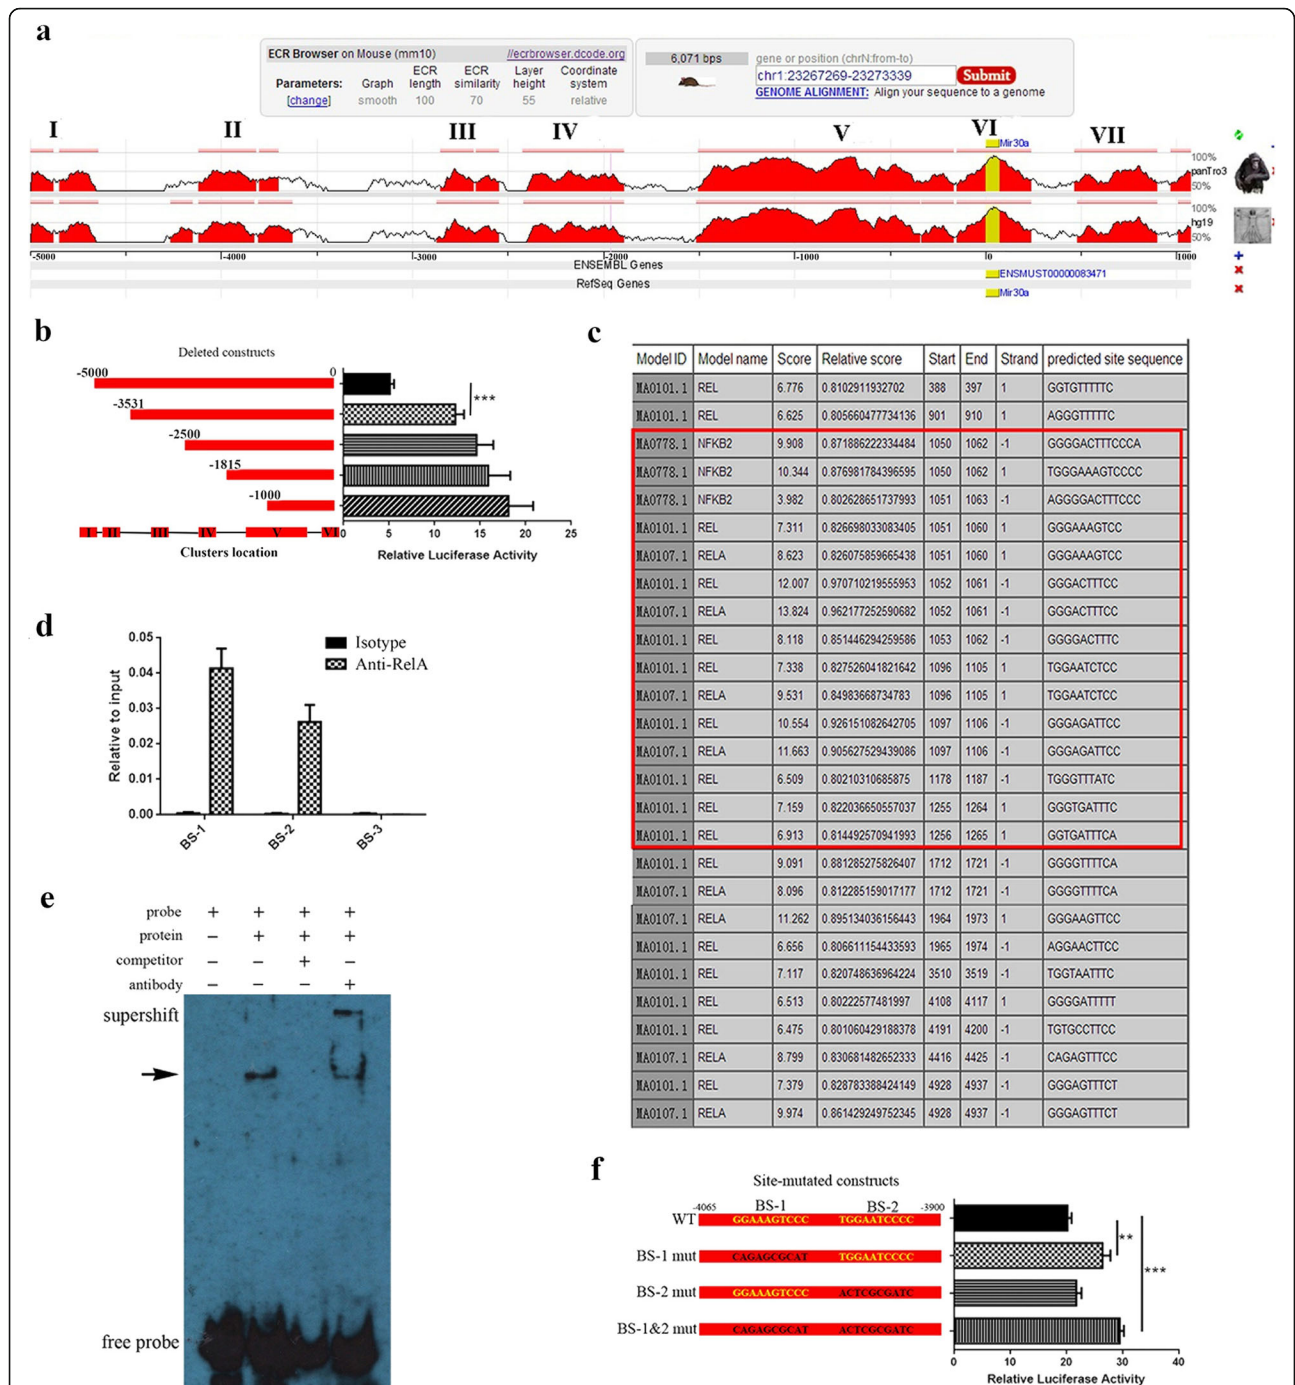 a
ECR Browser on Mouse (mm10) //ecrbrowser.dcode.org
Parameters: Graph ECR length ECR similarity Layer height Coordinate system
[change] smooth 100 70 55 relative
6,071 bps gene or position (chrN:from-to)
chr1:23267269-23273339 Submit
GENOME ALIGNMENT: Align your sequence to a genome
I II III IV V VI VII
Mir30a
100%
panTro3
50%
100%
hg19
50%
-5000 -4000 -3000 -2000 -1000 0 1000
ENSEMBL Genes
ENSMUST00000083471
RefSeq Genes
Mir30a
b
Deleted constructs
-5000 0
-3531
***
-2500
-1815
-1000
I II III IV V VI
Clusters location
0 5 10 15 20 25
Relative Luciferase Activity
c
Model ID Model name Score Relative score Start End Strand predicted site sequence
MA0101.1 REL 6.776 0.8102911932702 388 397 1 GGTGTTTTTC
MA0101.1 REL 6.625 0.805660477734136 901 910 1 AGGGTTTTTC
MA0778.1 NFKB2 9.908 0.871886222334484 1050 1062 -1 GGGGACTTTCCCA
MA0778.1 NFKB2 10.344 0.876981784396595 1050 1062 1 TGGGAAAGTCCCC
MA0778.1 NFKB2 3.982 0.802628651737993 1051 1063 -1 AGGGGACTTTCCC
MA0101.1 REL 7.311 0.826698033083405 1051 1060 1 GGGAAAGTCC
MA0107.1 RELA 8.623 0.826075859665438 1051 1060 1 GGGAAAGTCC
MA0101.1 REL 12.007 0.970710219555953 1052 1061 -1 GGGACTTTCC
MA0107.1 RELA 13.824 0.962177252590682 1052 1061 -1 GGGACTTTCC
MA0101.1 REL 8.118 0.851446294259586 1053 1062 -1 GGGGACTTTC
MA0101.1 REL 7.338 0.827526041821642 1096 1105 1 TGGAATCTCC
MA0107.1 RELA 9.531 0.84983668734783 1096 1105 1 TGGAATCTCC
MA0101.1 REL 10.554 0.926151082642705 1097 1106 -1 GGGAGATTCC
MA0107.1 RELA 11.663 0.905627529439086 1097 1106 -1 GGGAGATTCC
MA0101.1 REL 6.509 0.80210310685875 1178 1187 -1 TGGGTTTATC
MA0101.1 REL 7.159 0.822036650557037 1255 1264 1 GGGTGATTTC
MA0101.1 REL 6.913 0.814492570941993 1256 1265 1 GGTGATTTCA
MA0101.1 REL 9.091 0.881285275826407 1712 1721 -1 GGGGTTTTCA
MA0107.1 RELA 8.096 0.812285159017177 1712 1721 -1 GGGGTTTTCA
MA0107.1 RELA 11.262 0.895134036156443 1964 1973 1 GGGAAGTTCC
MA0101.1 REL 6.656 0.806611154433593 1965 1974 -1 AGGAACTTCC
MA0101.1 REL 7.117 0.820748636964224 3510 3519 -1 TGGTAATTTC
MA0101.1 REL 6.513 0.80222577481997 4108 4117 1 GGGGATTTTT
MA0101.1 REL 6.475 0.801060429188378 4191 4200 -1 TGTGCCTTCC
MA0107.1 RELA 8.799 0.830681482652333 4416 4425 -1 CAGAGTTTCC
MA0101.1 REL 7.379 0.828783388424149 4928 4937 -1 GGGAGTTTCT
MA0107.1 RELA 9.974 0.861429249752345 4928 4937 -1 GGGAGTTTCT
d
Isotype
Anti-RelA
Relative to input
0.05
0.04
0.03
0.02
0.01
0.00
BS-1 BS-2 BS-3
e
probe + + + +
protein - + + +
competitor - - + -
antibody - - - +
supershift
free probe
f
Site-mutated constructs
-4065 BS-1 BS-2 -3900
WT GGAAAGTCCC TGGAATCCCC
BS-1 mut CAGAGCGCAT TGGAATCCCC
**
***
BS-2 mut GGAAAGTCCC ACTCGCGATC
BS-1&2 mut CAGAGCGCAT ACTCGCGATC
0 10 20 30 40
Relative Luciferase Activity